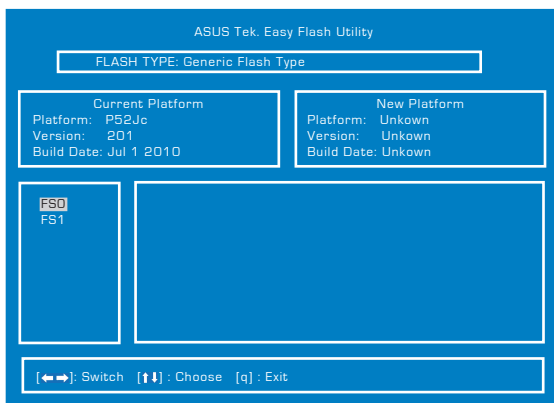 ASUS Tek. Easy Flash Utility
FLASH TYPE: Generic Flash Type
Current Platform
Platform: P52Jc
Version: 201
Build Date: Jul 1 2010
New Platform
Platform: Unkown
Version: Unkown
Build Date: Unkown
FS0
FS1
[←→]: Switch [↑↓] : Choose [q] : Exit